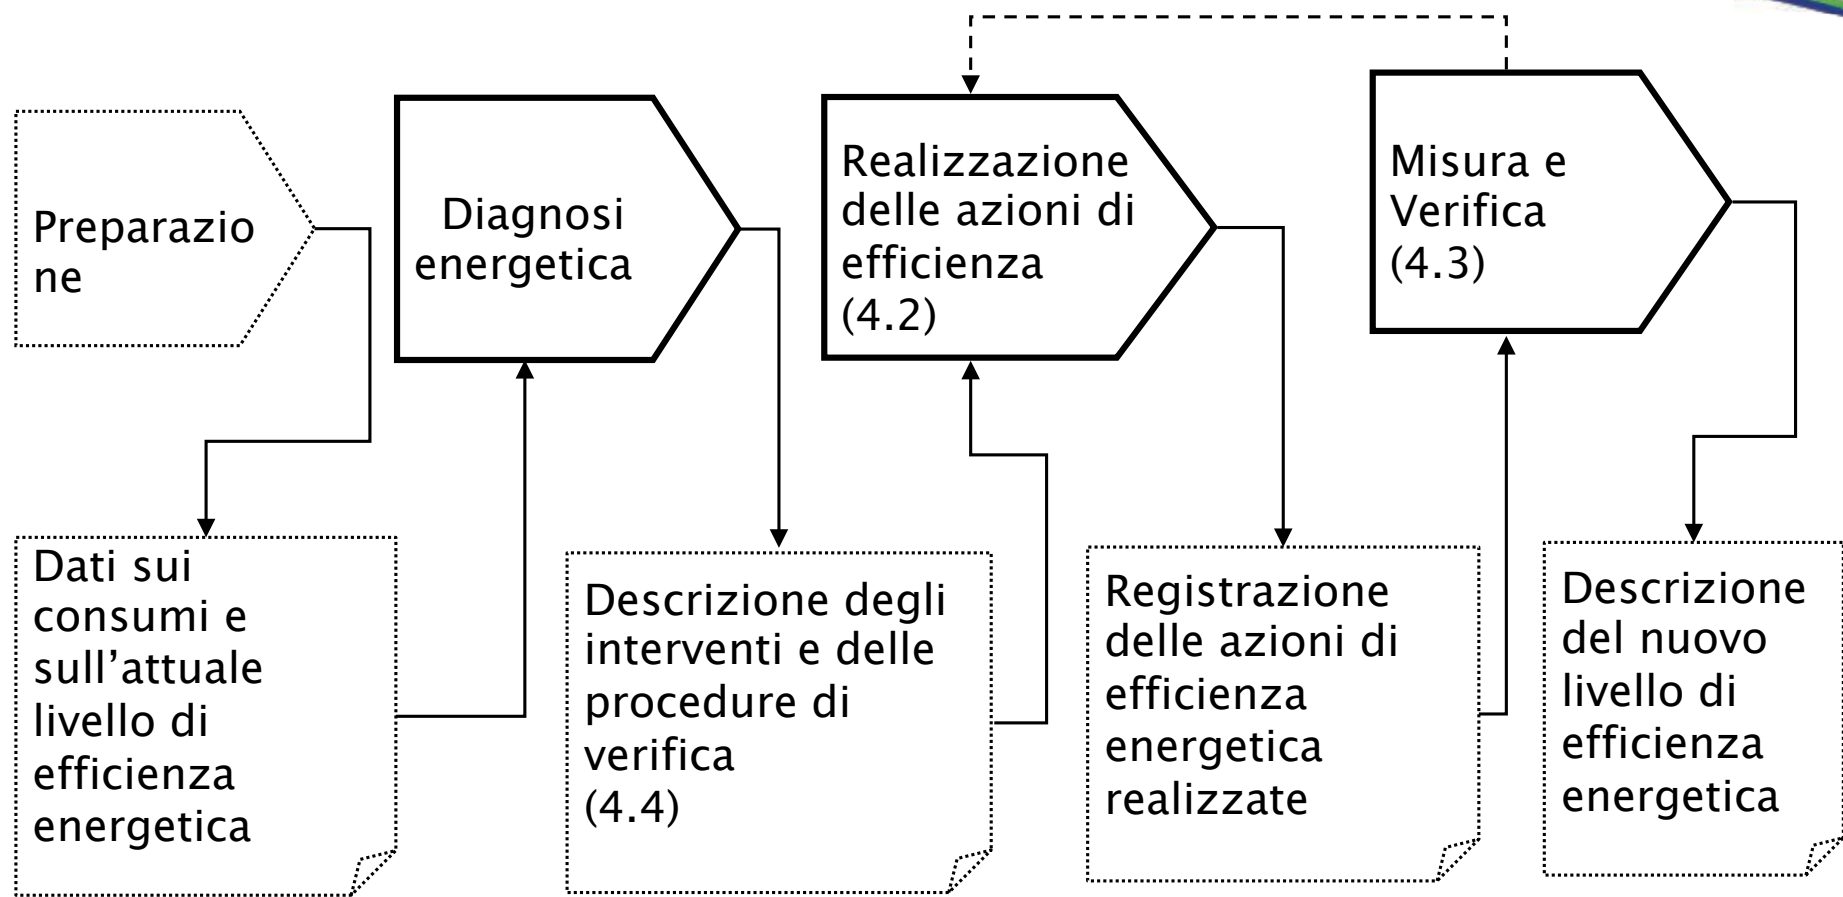 Preparazio
ne
Diagnosi
energetica
Realizzazione
delle azioni di
efficienza
(4.2)
Misura e
Verifica
(4.3)
Dati sui
consumi e
sull’attuale
livello di
efficienza
energetica
Descrizione degli
interventi e delle
procedure di
verifica
(4.4)
Registrazione
delle azioni di
efficienza
energetica
realizzate
Descrizione
del nuovo
livello di
efficienza
energetica